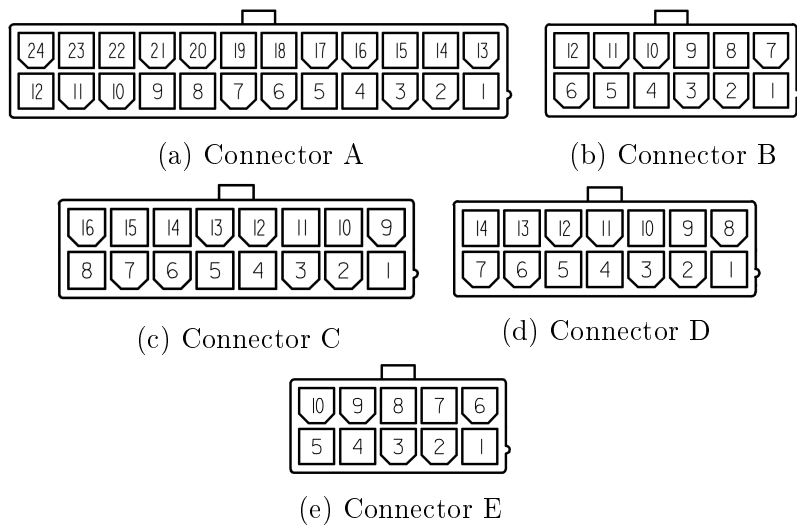 24 23 22 21 20 19 18 17 16 15 14 13
12 11 10 9 8 7 6 5 4 3 2 1
(a) Connector A
12 11 10 9 8 7
6 5 4 3 2 1
(b) Connector B
16 15 14 13 12 11 10 9
8 7 6 5 4 3 2 1
(c) Connector C
14 13 12 11 10 9 8
7 6 5 4 3 2 1
(d) Connector D
10 9 8 7 6
5 4 3 2 1
(e) Connector E